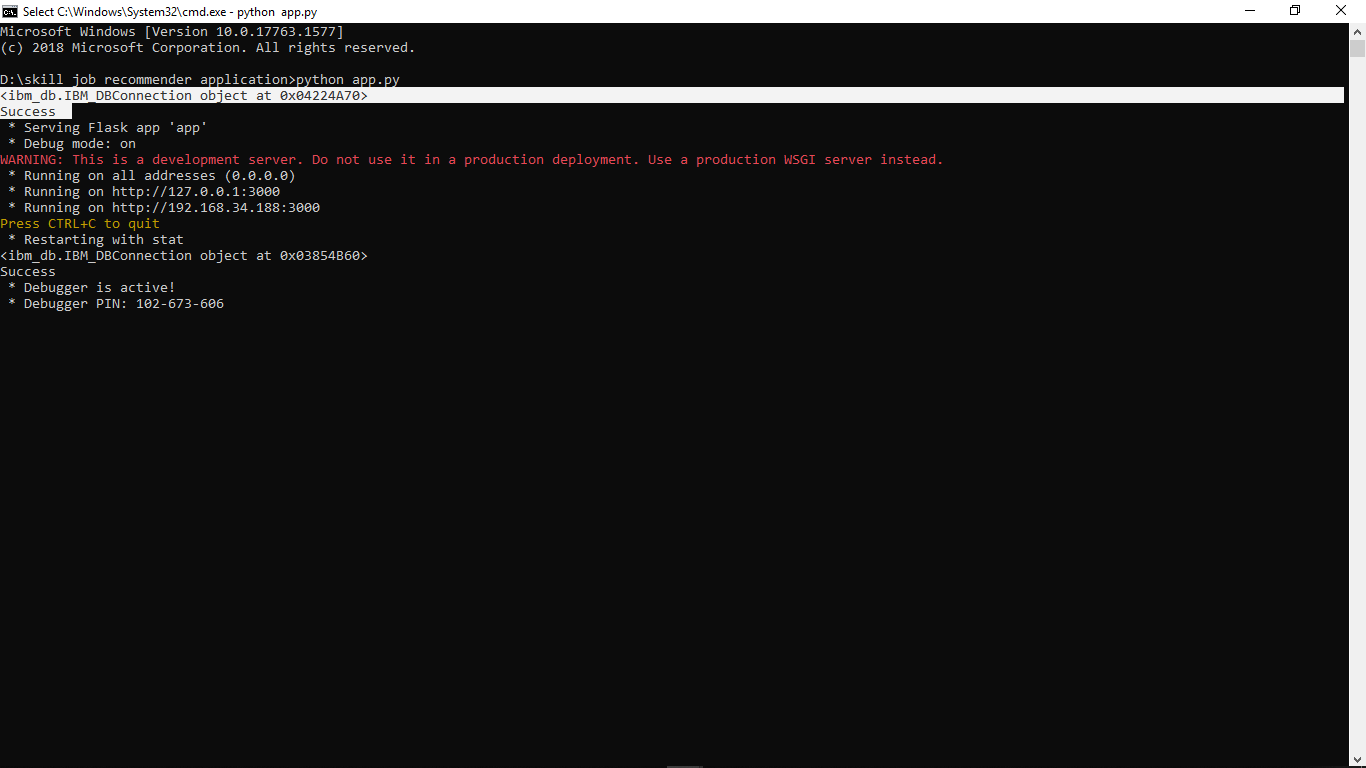 Select C:\Windows\System32\cmd.exe - python  app.py
Microsoft Windows [Version 10.0.17763.1577]
(c) 2018 Microsoft Corporation. All rights reserved.
D:\skill job recommender application>python app.py
<ibm_db.IBM_DBConnection object at 0x04224A70>
Success
 * Serving Flask app 'app'
 * Debug mode: on
WARNING: This is a development server. Do not use it in a production deployment. Use a production WSGI server instead.
 * Running on all addresses (0.0.0.0)
 * Running on http://127.0.0.1:3000
 * Running on http://192.168.34.188:3000
Press CTRL+C to quit
 * Restarting with stat
<ibm_db.IBM_DBConnection object at 0x03854B60>
Success
 * Debugger is active!
 * Debugger PIN: 102-673-606